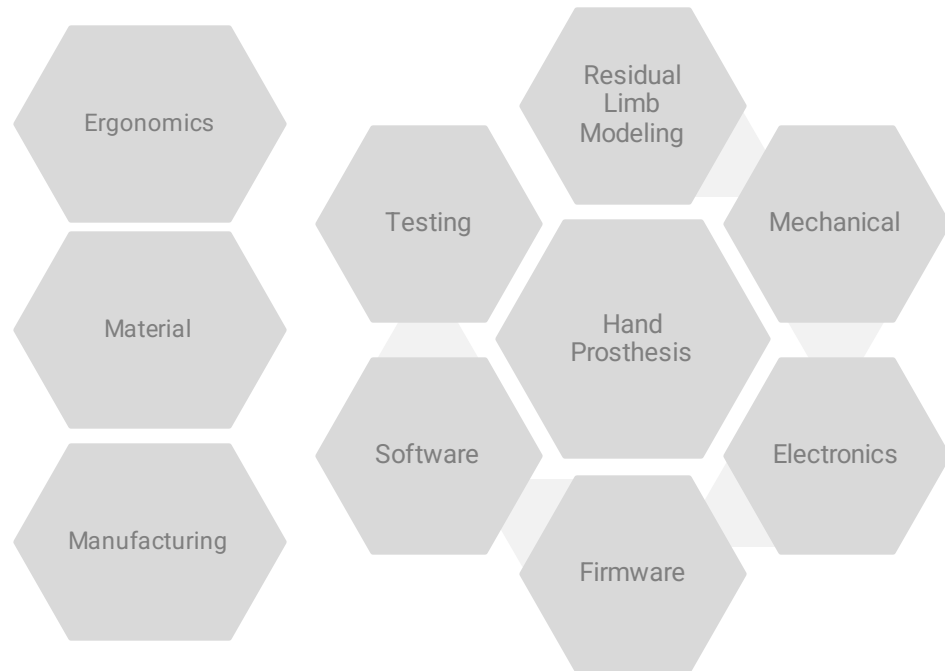 Ergonomics
Material
Manufacturing
Residual
Limb
Modeling
Testing
Mechanical
Hand
Prosthesis
Software
Electronics
Firmware